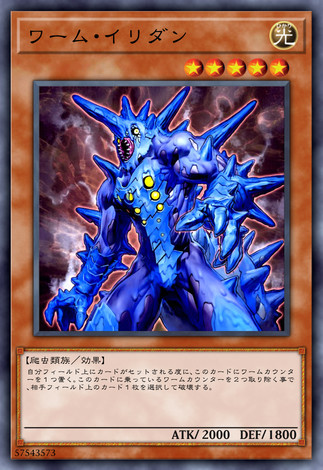 ワーム・イリダン
光
【爬虫類族／効果】
自分フィールド上にカードがセットされる度に、このカードにワームカウンタ
ーを１つ置く。このカードに乗っているワームカウンターを２つ取り除く事で、
相手フィールド上のカード１枚を選択して破壊する。
ATK/ 2000 DEF/1800
57543573